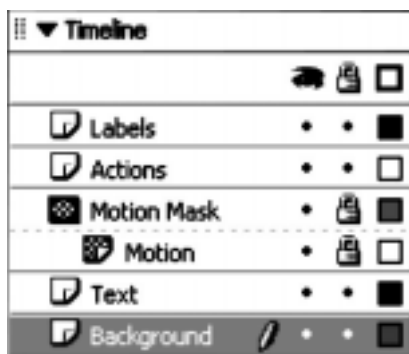 Timeline
Labels
Actions
Motion Mask
Motion
Text
Background